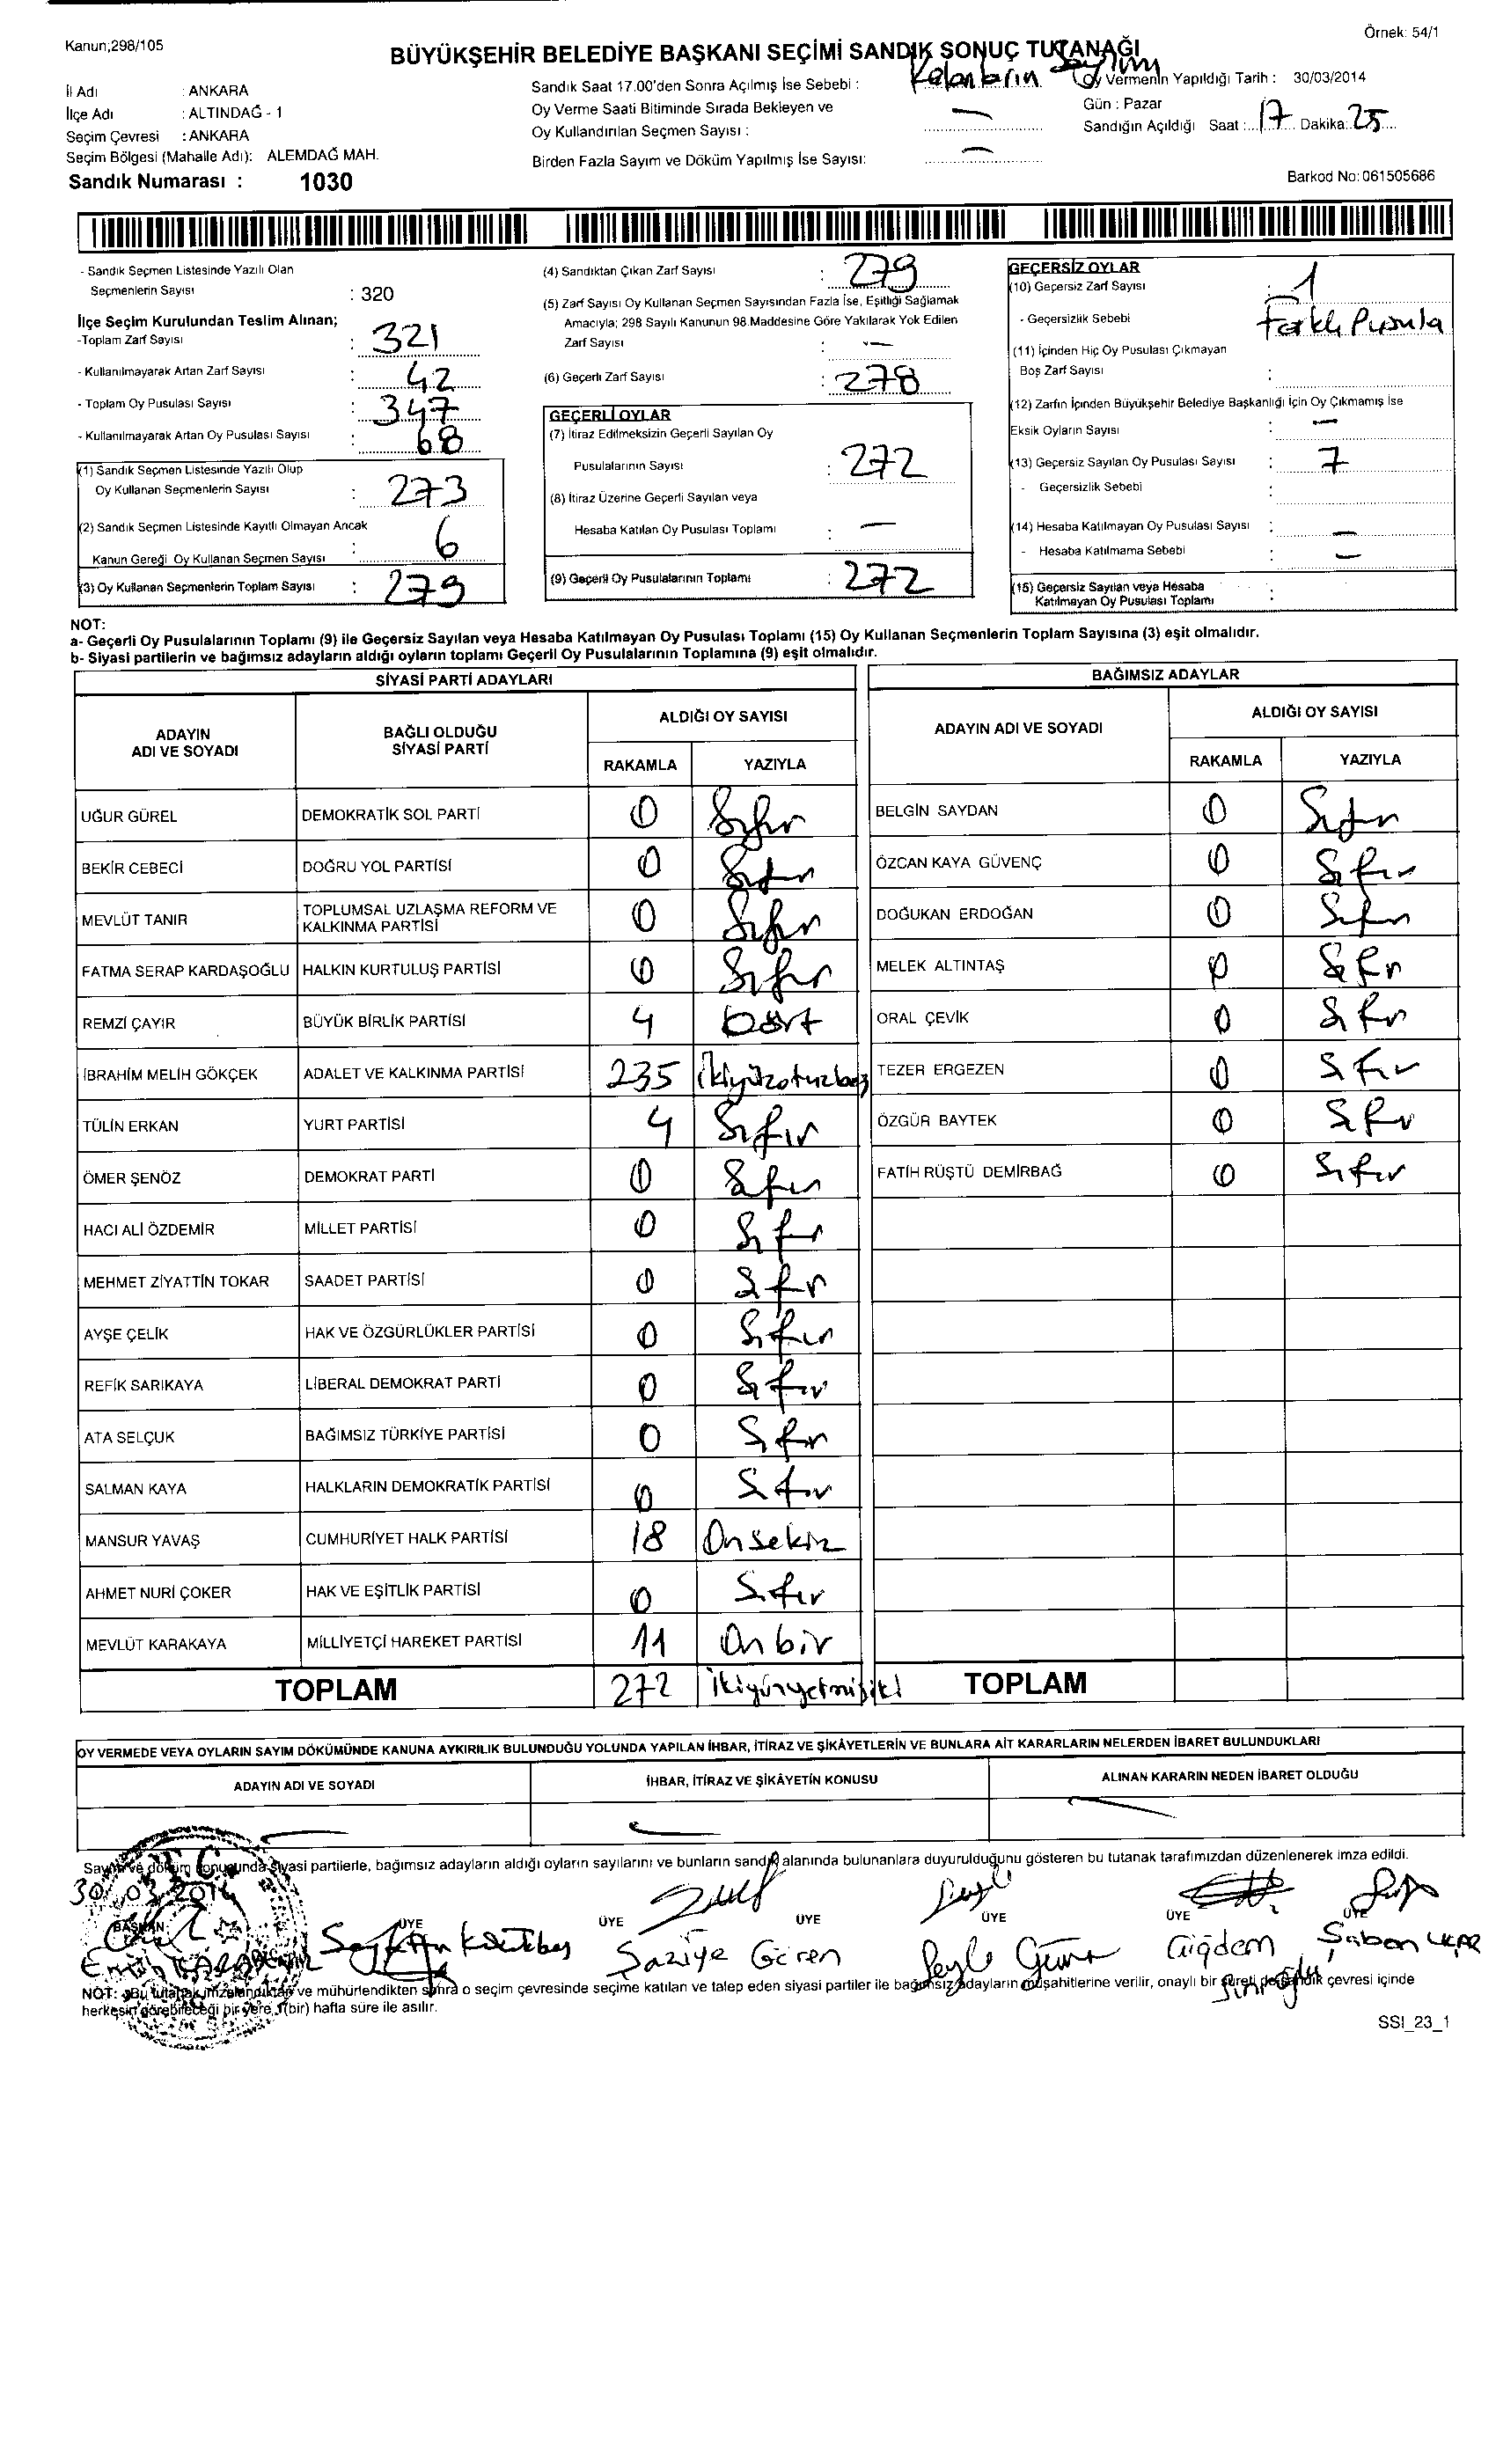 Kanun;298/105
Örnek: 54/1
BÜYÜKŞEHİR BELEDİYE BAŞKANI SEÇİMİ SANDIK SONUÇ TUTANAĞI
İl Adı : ANKARA
İlçe Adı : ALTINDAĞ - 1
Seçim Çevresi : ANKARA
Seçim Bölgesi (Mahalle Adı): ALEMDAĞ MAH.
Sandık Numarası : 1030
Sandık Saat 17.00'den Sonra Açılmış İse Sebebi :
Oy Verme Saati Bitiminde Sırada Bekleyen ve
Oy Kullandırılan Seçmen Sayısı : —
Birden Fazla Sayım ve Döküm Yapılmış İse Sayısı: —
Oy Vermenin Yapıldığı Tarih : 30/03/2014
Gün : Pazar
Sandığın Açıldığı Saat : 17 Dakika: 25
Barkod No: 061505686
- Sandık Seçmen Listesinde Yazılı Olan
Seçmenlerin Sayısı : 320
İlçe Seçim Kurulundan Teslim Alınan;
-Toplam Zarf Sayısı : 321
- Kullanılmayarak Artan Zarf Sayısı : 42
- Toplam Oy Pusulası Sayısı : 347
- Kullanılmayarak Artan Oy Pusulası Sayısı : 68
(1) Sandık Seçmen Listesinde Yazılı Olup
Oy Kullanan Seçmenlerin Sayısı : 273
(2) Sandık Seçmen Listesinde Kayıtlı Olmayan Ancak
Kanun Gereği Oy Kullanan Seçmen Sayısı : 6
(3) Oy Kullanan Seçmenlerin Toplam Sayısı : 279
(4) Sandıktan Çıkan Zarf Sayısı : 279
(5) Zarf Sayısı Oy Kullanan Seçmen Sayısından Fazla İse, Eşitliği Sağlamak
Amacıyla; 298 Sayılı Kanunun 98.Maddesine Göre Yakılarak Yok Edilen
Zarf Sayısı : —
(6) Geçerli Zarf Sayısı : 278
GEÇERLİ OYLAR
(7) İtiraz Edilmeksizin Geçerli Sayılan Oy
Pusulalarının Sayısı : 272
(8) İtiraz Üzerine Geçerli Sayılan veya
Hesaba Katılan Oy Pusulası Toplamı : —
(9) Geçerli Oy Pusulalarının Toplamı : 272
GEÇERSİZ OYLAR
(10) Geçersiz Zarf Sayısı : 1
- Geçersizlik Sebebi : Farklı Pusula
(11) İçinden Hiç Oy Pusulası Çıkmayan
Boş Zarf Sayısı :
(12) Zarfın İçinden Büyükşehir Belediye Başkanlığı İçin Oy Çıkmamış İse
Eksik Oyların Sayısı : —
(13) Geçersiz Sayılan Oy Pusulası Sayısı : 7
- Geçersizlik Sebebi :
(14) Hesaba Katılmayan Oy Pusulası Sayısı : —
- Hesaba Katılmama Sebebi : —
(15) Geçersiz Sayılan veya Hesaba
Katılmayan Oy Pusulası Toplamı :
NOT:
a- Geçerli Oy Pusulalarının Toplamı (9) ile Geçersiz Sayılan veya Hesaba Katılmayan Oy Pusulası Toplamı (15) Oy Kullanan Seçmenlerin Toplam Sayısına (3) eşit olmalıdır.
b- Siyasi partilerin ve bağımsız adayların aldığı oyların toplamı Geçerli Oy Pusulalarının Toplamına (9) eşit olmalıdır.
SİYASİ PARTİ ADAYLARI
ADAYIN ADI VE SOYADI BAĞLI OLDUĞU SİYASİ PARTİ ALDIĞI OY SAYISI
RAKAMLA YAZIYLA
UĞUR GÜREL DEMOKRATİK SOL PARTİ 0 Sıfır
BEKİR CEBECİ DOĞRU YOL PARTİSİ 0 Sıfır
MEVLÜT TANIR TOPLUMSAL UZLAŞMA REFORM VE KALKINMA PARTİSİ 0 Sıfır
FATMA SERAP KARDAŞOĞLU HALKIN KURTULUŞ PARTİSİ 0 Sıfır
REMZİ ÇAYIR BÜYÜK BİRLİK PARTİSİ 4 Dört
İBRAHİM MELİH GÖKÇEK ADALET VE KALKINMA PARTİSİ 235 ikiyüzotuzbeş
TÜLİN ERKAN YURT PARTİSİ 4 Sıfır
ÖMER ŞENÖZ DEMOKRAT PARTİ 0 Sıfır
HACI ALİ ÖZDEMİR MİLLET PARTİSİ 0 Sıfır
MEHMET ZİYATTİN TOKAR SAADET PARTİSİ 0 Sıfır
AYŞE ÇELİK HAK VE ÖZGÜRLÜKLER PARTİSİ 0 Sıfır
REFİK SARIKAYA LİBERAL DEMOKRAT PARTİ 0 Sıfır
ATA SELÇUK BAĞIMSIZ TÜRKİYE PARTİSİ 0 Sıfır
SALMAN KAYA HALKLARIN DEMOKRATİK PARTİSİ 0 Sıfır
MANSUR YAVAŞ CUMHURİYET HALK PARTİSİ 18 Onsekiz
AHMET NURİ ÇOKER HAK VE EŞİTLİK PARTİSİ 0 Sıfır
MEVLÜT KARAKAYA MİLLİYETÇİ HAREKET PARTİSİ 11 Onbir
TOPLAM 272 ikiyüzyetmişiki
BAĞIMSIZ ADAYLAR
ADAYIN ADI VE SOYADI ALDIĞI OY SAYISI
RAKAMLA YAZIYLA
BELGİN SAYDAN 0 Sıfır
ÖZCAN KAYA GÜVENÇ 0 Sıfır
DOĞUKAN ERDOĞAN 0 Sıfır
MELEK ALTINTAŞ 0 Sıfır
ORAL ÇEVİK 0 Sıfır
TEZER ERGEZEN 0 Sıfır
ÖZGÜR BAYTEK 0 Sıfır
FATİH RÜŞTÜ DEMİRBAĞ 0 Sıfır
TOPLAM
OY VERMEDE VEYA OYLARIN SAYIM DÖKÜMÜNDE KANUNA AYKIRILIK BULUNDUĞU YOLUNDA YAPILAN İHBAR, İTİRAZ VE ŞİKÂYETLERİN VE BUNLARA AİT KARARLARIN NELERDEN İBARET BULUNDUKLARI
ADAYIN ADI VE SOYADI İHBAR, İTİRAZ VE ŞİKÂYETİN KONUSU ALINAN KARARIN NEDEN İBARET OLDUĞU
Sayım ve döküm sonucunda siyasi partilerle, bağımsız adayların aldığı oyların sayılarını ve bunların sandık alanında bulunanlara duyurulduğunu gösteren bu tutanak tarafımızdan düzenlenerek imza edildi.
30.03.2014
BAŞKAN ÜYE ÜYE ÜYE ÜYE ÜYE ÜYE
Şaziye Gören
Çiğdem
Şaban
NOT: Bu tutanak imzalandıktan ve mühürlendikten sonra o seçim çevresinde seçime katılan ve talep eden siyasi partiler ile bağımsız adayların müşahitlerine verilir, onaylı bir sureti de sandık çevresi içinde
herkesin görebileceği bir yere 1(bir) hafta süre ile asılır.
SSI_23_1